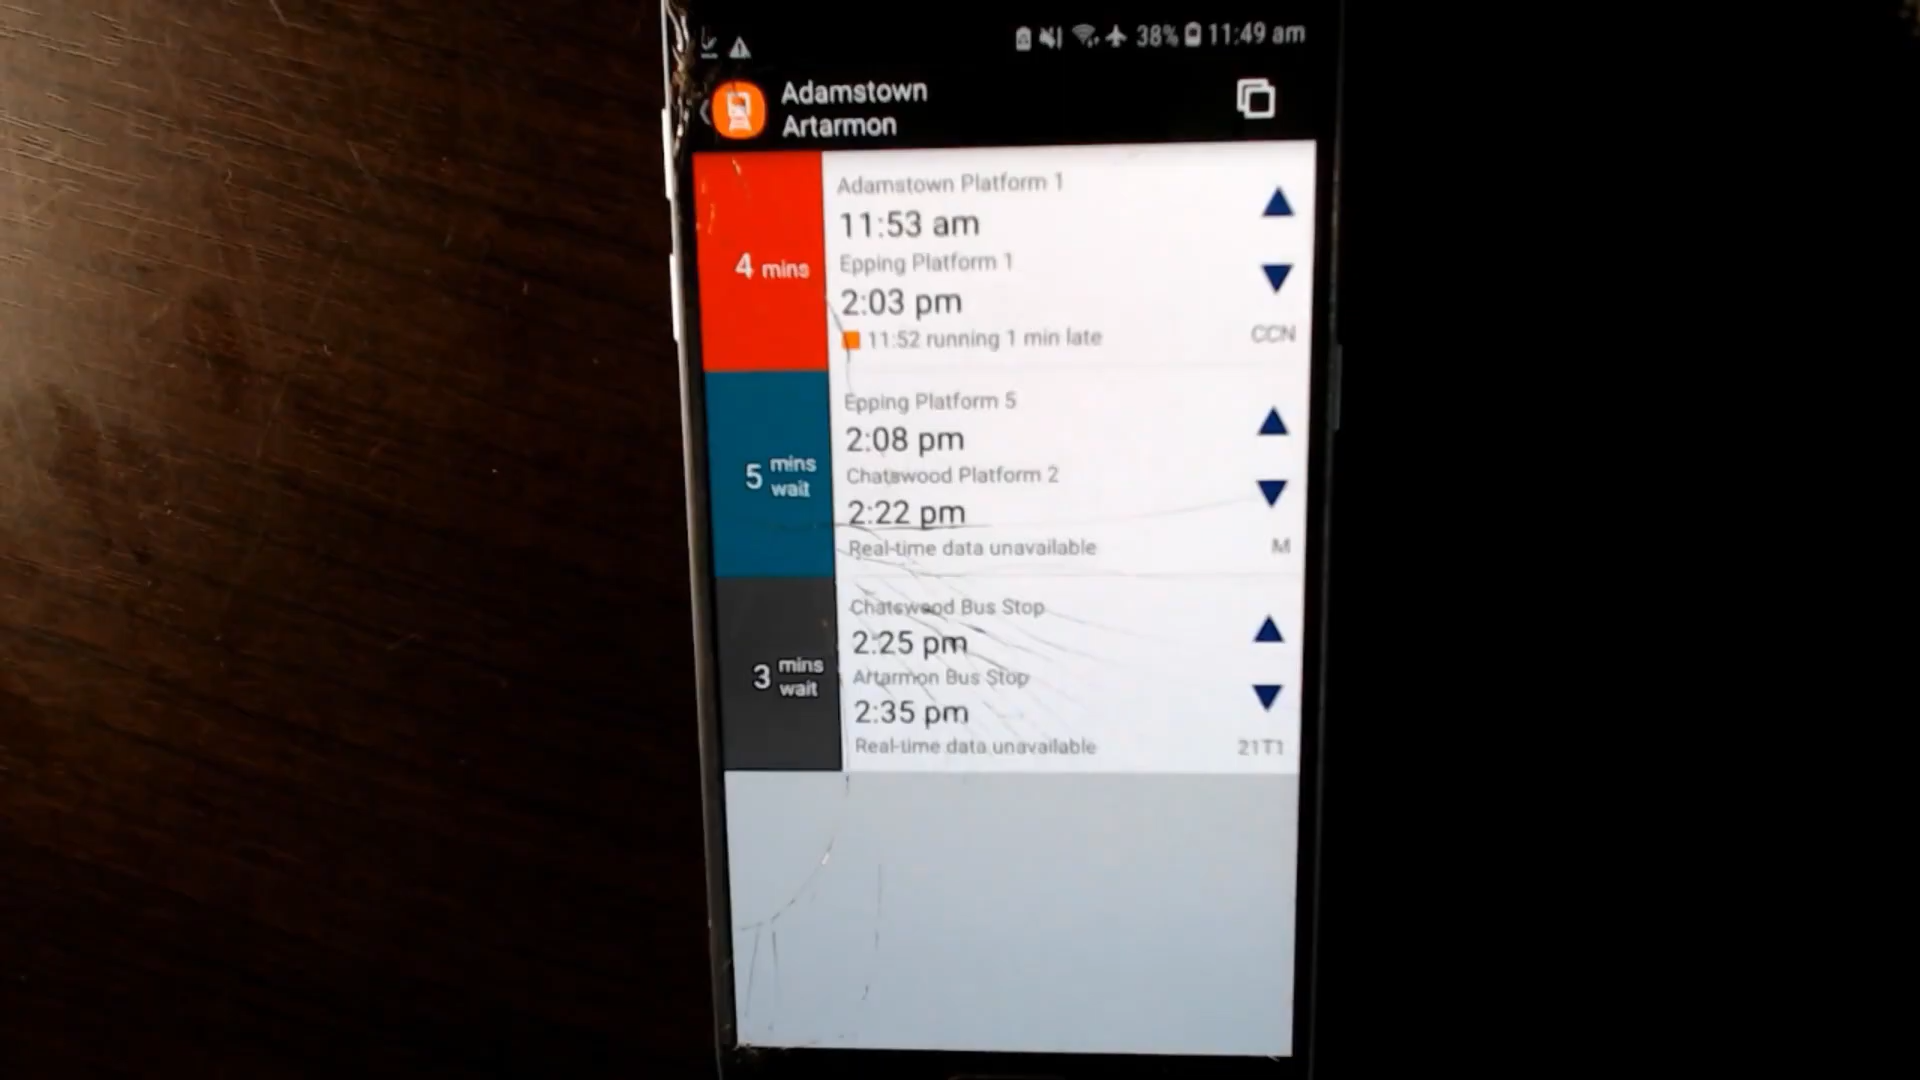 38% 11:49 am
Adamstown
Artarmon
4 mins
Adamstown Platform 1
11:53 am
Epping Platform 1
2:03 pm
11:52 running 1 min late
CCN
5 mins wait
Epping Platform 5
2:08 pm
Chatswood Platform 2
2:22 pm
Real-time data unavailable
M
3 mins wait
Chatswood Bus Stop
2:25 pm
Artarmon Bus Stop
2:35 pm
Real-time data unavailable
21T1